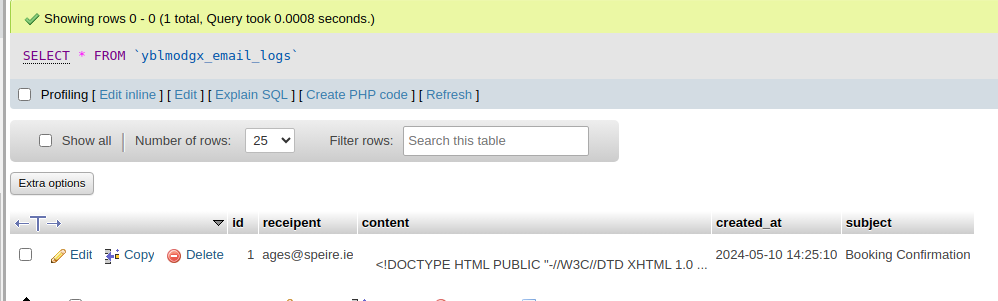 Showing rows 0 - 0 (1 total, Query took 0.0008 seconds.)
SELECT * FROM `yblmodgx_email_logs`
Profiling [ Edit inline ] [ Edit ] [ Explain SQL ] [ Create PHP code ] [ Refresh ]
Show all Number of rows: 25 Filter rows: Search this table
Extra options
←T→ id receipent content created_at subject
Edit Copy Delete 1 ages@speire.ie <!DOCTYPE HTML PUBLIC "-//W3C//DTD XHTML 1.0 ... 2024-05-10 14:25:10 Booking Confirmation